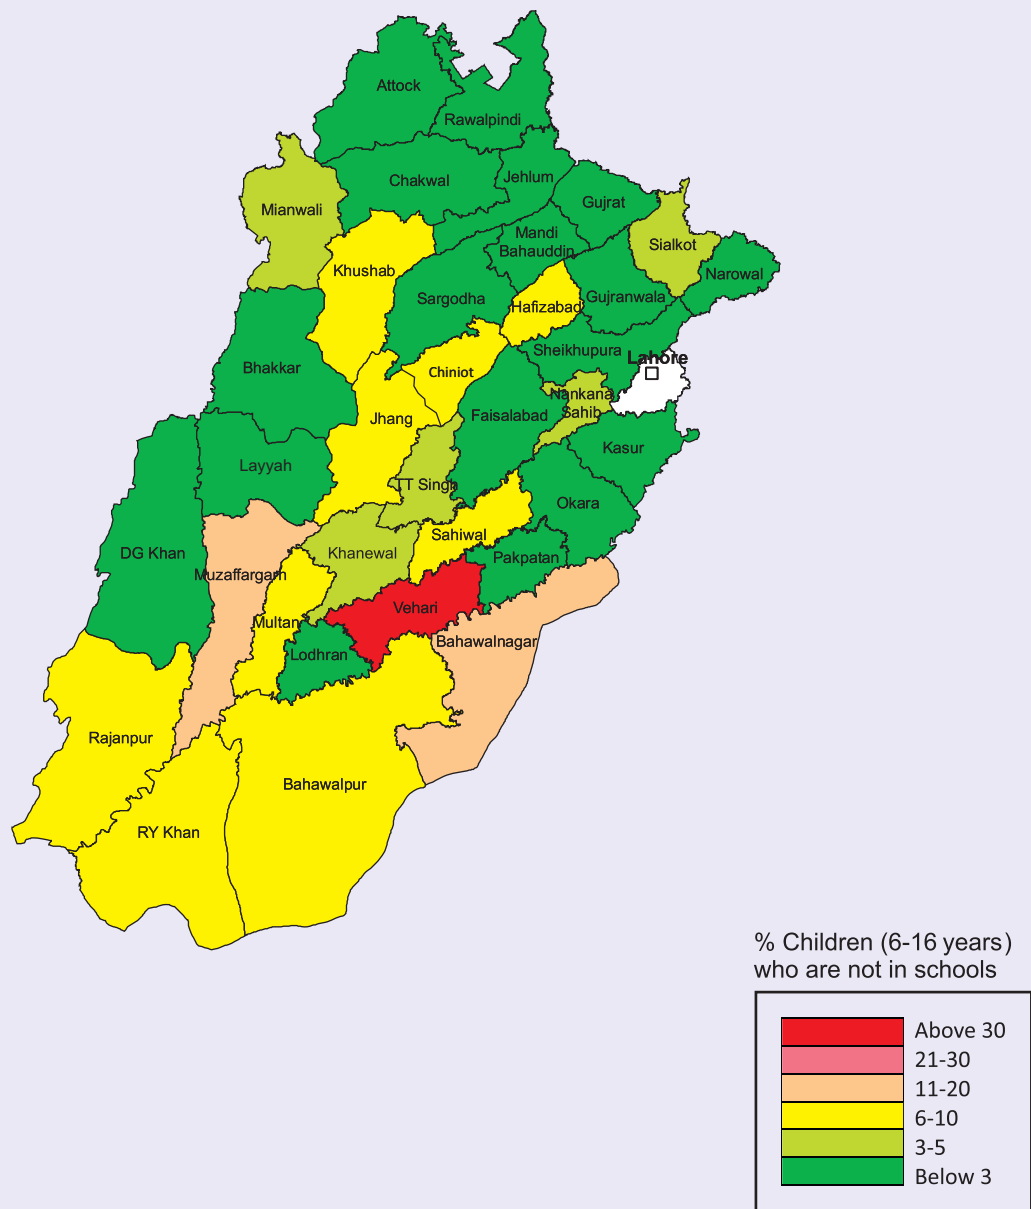 Attock
Rawalpindi
Chakwal
Jehlum
Mianwali
Gujrat
Mandi
Bahauddin
Sialkot
Khushab
Narowal
Sargodha
Hafizabad
Gujranwala
Sheikhupura
Lahore
Bhakkar
Chiniot
Nankana
Sahib
Jhang
Faisalabad
Kasur
Layyah
TT Singh
Okara
Sahiwal
DG Khan
Khanewal
Pakpatan
Muzaffargarh
Vehari
Multan
Bahawalnagar
Lodhran
Rajanpur
Bahawalpur
RY Khan
% Children (6-16 years)
who are not in schools
Above 30
21-30
11-20
6-10
3-5
Below 3